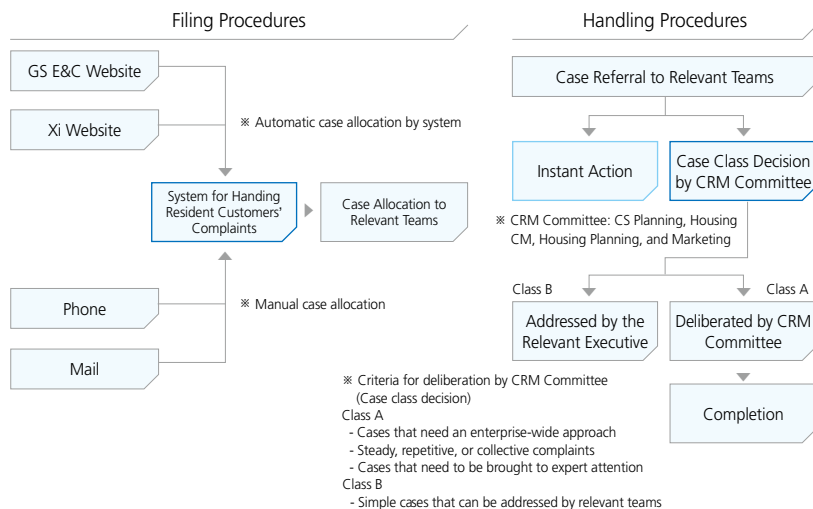 Filing Procedures
GS E&C Website
Xi Website
※ Automatic case allocation by system
System for Handing
Resident Customers'
Complaints
Case Allocation to
Relevant Teams
Phone
※ Manual case allocation
Mail
Handling Procedures
Case Referral to Relevant Teams
Instant Action
Case Class Decision
by CRM Committee
※ CRM Committee: CS Planning, Housing
CM, Housing Planning, and Marketing
Class B
Class A
Addressed by the
Relevant Executive
Deliberated by CRM
Committee
Completion
※ Criteria for deliberation by CRM Committee
(Case class decision)
Class A
- Cases that need an enterprise-wide approach
- Steady, repetitive, or collective complaints
- Cases that need to be brought to expert attention
Class B
- Simple cases that can be addressed by relevant teams